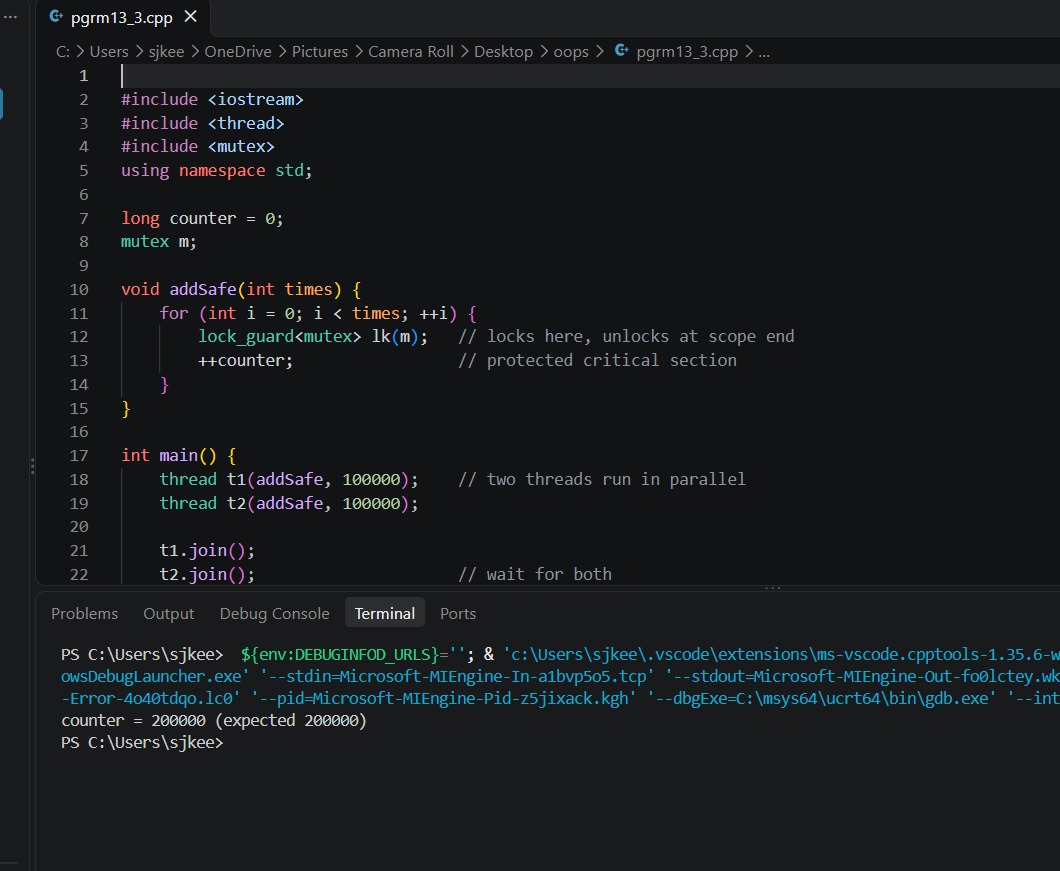 ... pgrm13_3.cpp ×
C: > Users > sjkee > OneDrive > Pictures > Camera Roll > Desktop > oops > pgrm13_3.cpp > ...
1
2 #include <iostream>
3 #include <thread>
4 #include <mutex>
5 using namespace std;
6
7 long counter = 0;
8 mutex m;
9
10 void addSafe(int times) {
11     for (int i = 0; i < times; ++i) {
12         lock_guard<mutex> lk(m);   // locks here, unlocks at scope end
13         ++counter;                 // protected critical section
14     }
15 }
16
17 int main() {
18     thread t1(addSafe, 100000);    // two threads run in parallel
19     thread t2(addSafe, 100000);
20
21     t1.join();
22     t2.join();                     // wait for both
Problems Output Debug Console Terminal Ports
PS C:\Users\sjkee>  ${env:DEBUGINFOD_URLS}=''; & 'c:\Users\sjkee\.vscode\extensions\ms-vscode.cpptools-1.35.6-w
owsDebugLauncher.exe' '--stdin=Microsoft-MIEngine-In-a1bvp5o5.tcp' '--stdout=Microsoft-MIEngine-Out-fo0lctey.wk
-Error-4o40tdqo.lc0' '--pid=Microsoft-MIEngine-Pid-z5jixack.kgh' '--dbgExe=C:\msys64\ucrt64\bin\gdb.exe' '--int
counter = 200000 (expected 200000)
PS C:\Users\sjkee>